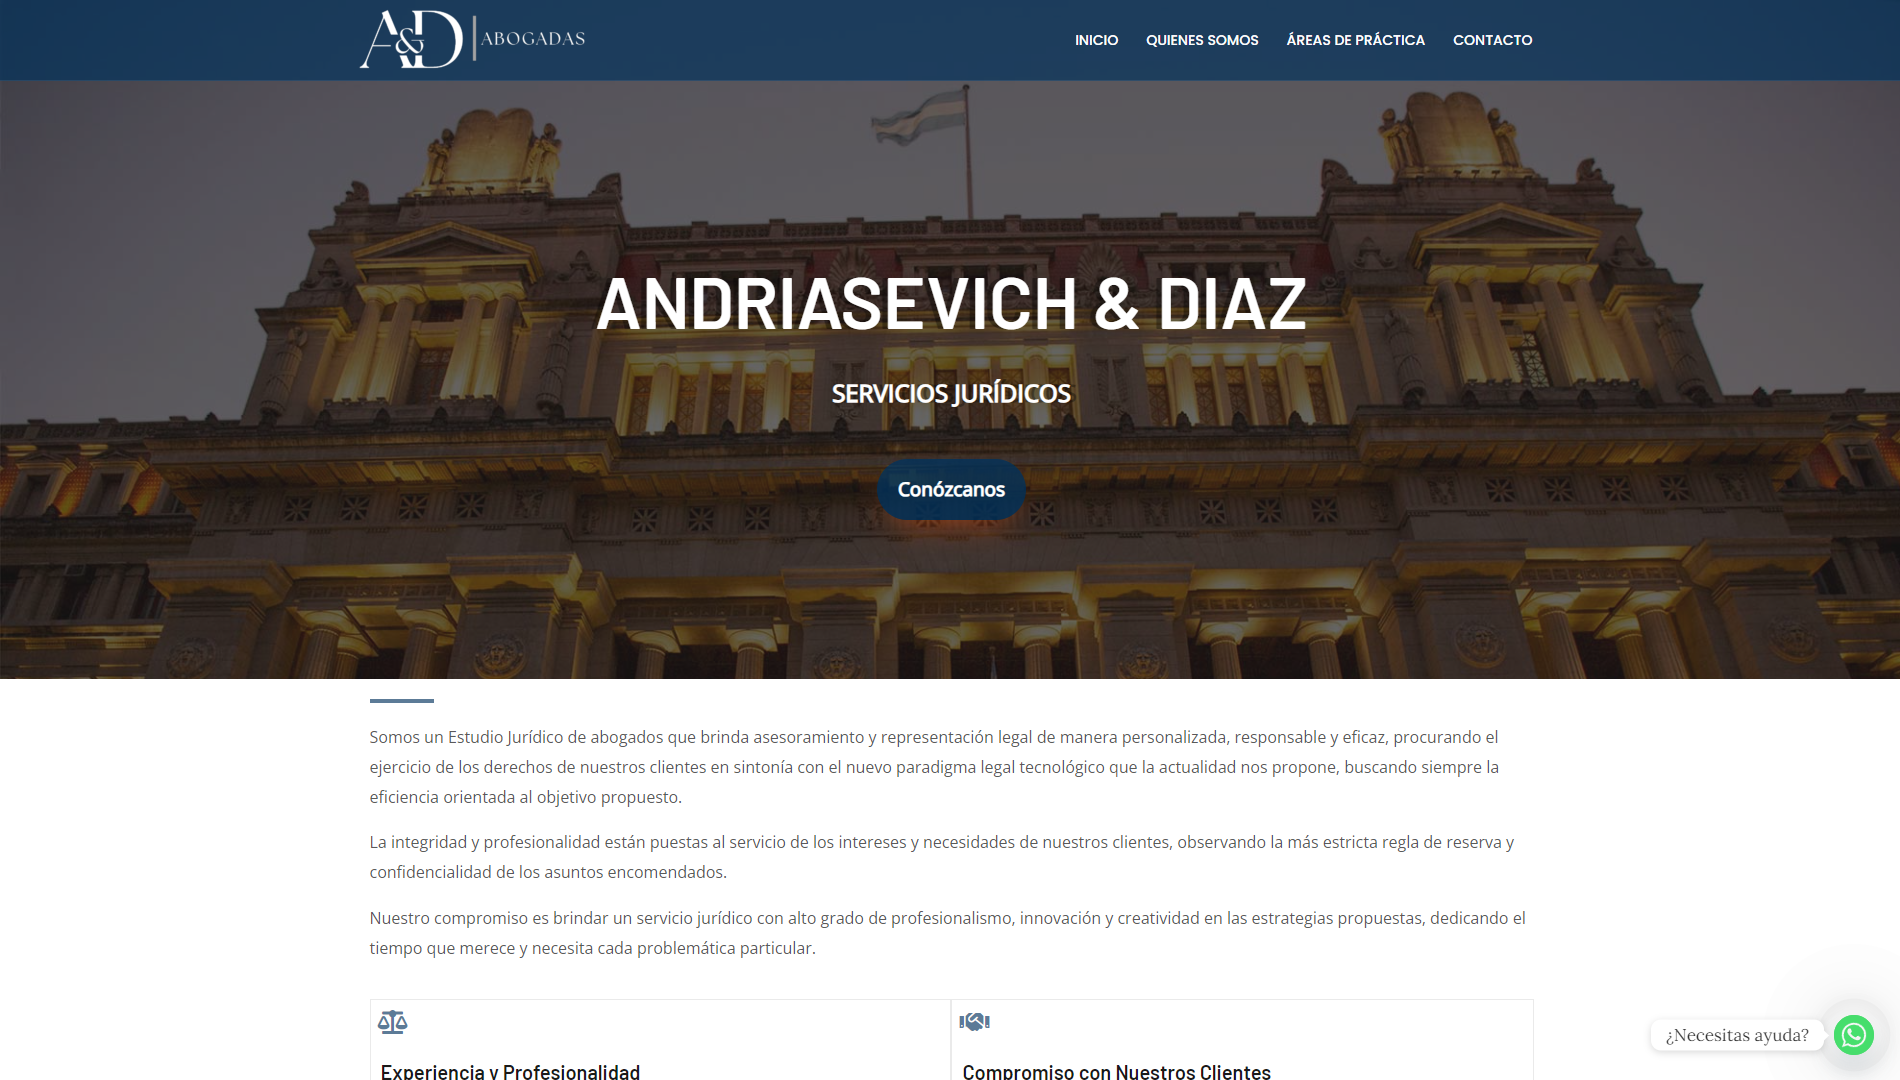 A&D ABOGADAS
INICIO QUIENES SOMOS ÁREAS DE PRÁCTICA CONTACTO
ANDRIASEVICH & DIAZ
SERVICIOS JURÍDICOS
Conózcanos
Somos un Estudio Jurídico de abogados que brinda asesoramiento y representación legal de manera personalizada, responsable y eficaz, procurando el
ejercicio de los derechos de nuestros clientes en sintonía con el nuevo paradigma legal tecnológico que la actualidad nos propone, buscando siempre la
eficiencia orientada al objetivo propuesto.
La integridad y profesionalidad están puestas al servicio de los intereses y necesidades de nuestros clientes, observando la más estricta regla de reserva y
confidencialidad de los asuntos encomendados.
Nuestro compromiso es brindar un servicio jurídico con alto grado de profesionalismo, innovación y creatividad en las estrategias propuestas, dedicando el
tiempo que merece y necesita cada problemática particular.
¿Necesitas ayuda?
Experiencia y Profesionalidad
Compromiso con Nuestros Clientes